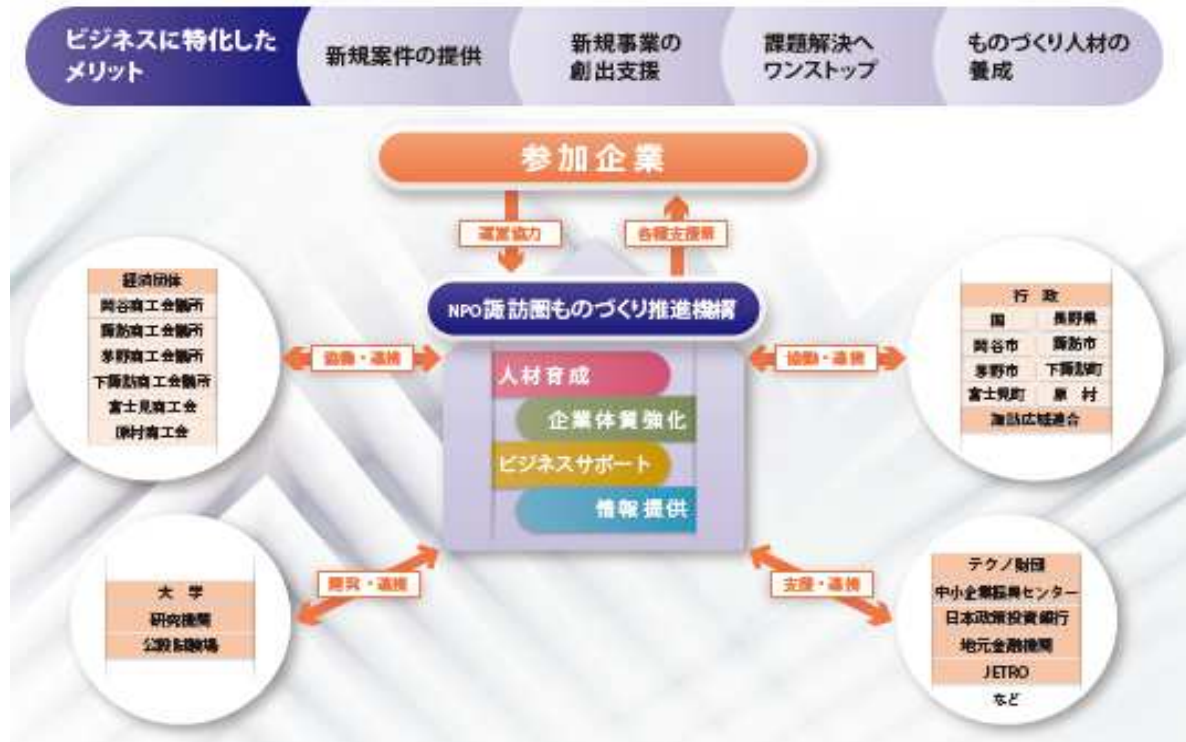 ビジネスに特化した
メリット
新規案件の提供
新規事業の
創出支援
課題解決へ
ワンストップ
ものづくり人材の
養成
参加企業
運営協力
各種支援策
NPO諏訪圏ものづくり推進機構
人材育成
企業体質強化
ビジネスサポート
情報提供
経済団体
岡谷商工会議所
諏訪商工会議所
茅野商工会議所
下諏訪商工会議所
富士見商工会
原村商工会
協働・連携
協働・連携
行 政
国 長野県
岡谷市 諏訪市
茅野市 下諏訪町
富士見町 原 村
諏訪広域連合
大 学
研究機関
公設試験場
開発・連携
支援・連携
テクノ財団
中小企業振興センター
日本政策投資銀行
地元金融機関
JETRO
など